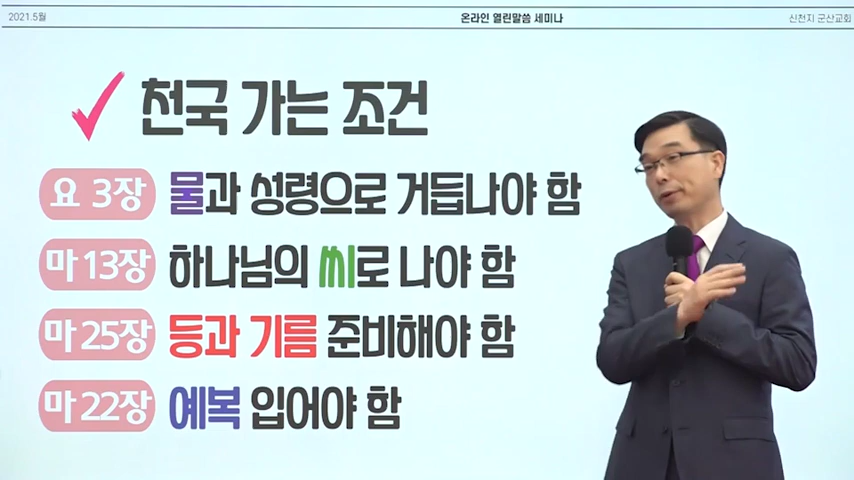 2021.5월
온라인 열린말씀 세미나
신천지 군산교회
천국 가는 조건
요 3장 물과 성령으로 거듭나야 함
마 13장 하나님의 씨로 나야 함
마 25장 등과 기름 준비해야 함
마 22장 예복 입어야 함